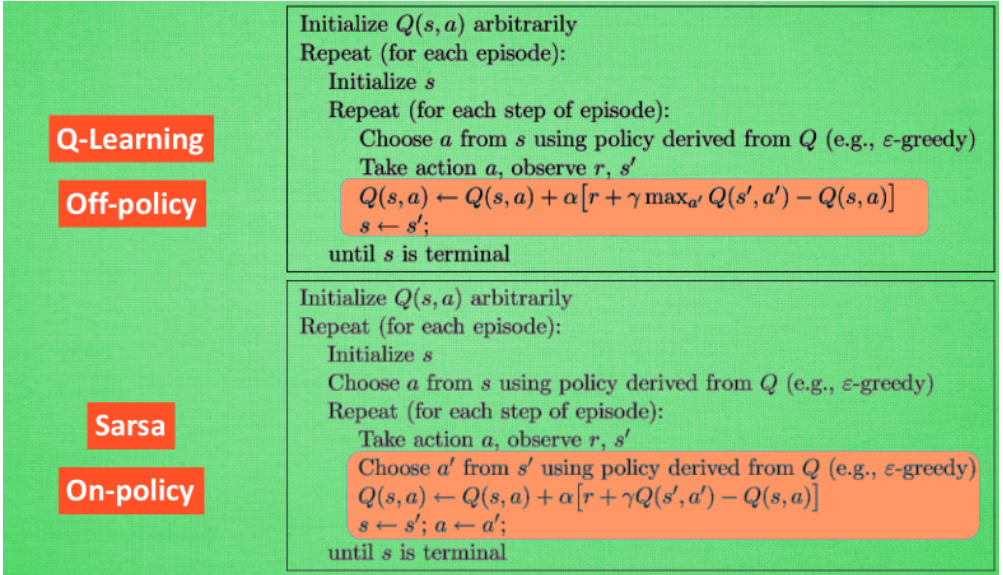 Q-Learning
Off-policy
Initialize Q(s, a) arbitrarily
Repeat (for each episode):
Initialize s
Repeat (for each step of episode):
Choose a from s using policy derived from Q (e.g., ε-greedy)
Take action a, observe r, s′
Q(s, a) ← Q(s, a) + α[r + γ maxₐ′ Q(s′, a′) − Q(s, a)]
s ← s′;
until s is terminal
Sarsa
On-policy
Initialize Q(s, a) arbitrarily
Repeat (for each episode):
Initialize s
Choose a from s using policy derived from Q (e.g., ε-greedy)
Repeat (for each step of episode):
Take action a, observe r, s′
Choose a′ from s′ using policy derived from Q (e.g., ε-greedy)
Q(s, a) ← Q(s, a) + α[r + γQ(s′, a′) − Q(s, a)]
s ← s′; a ← a′;
until s is terminal